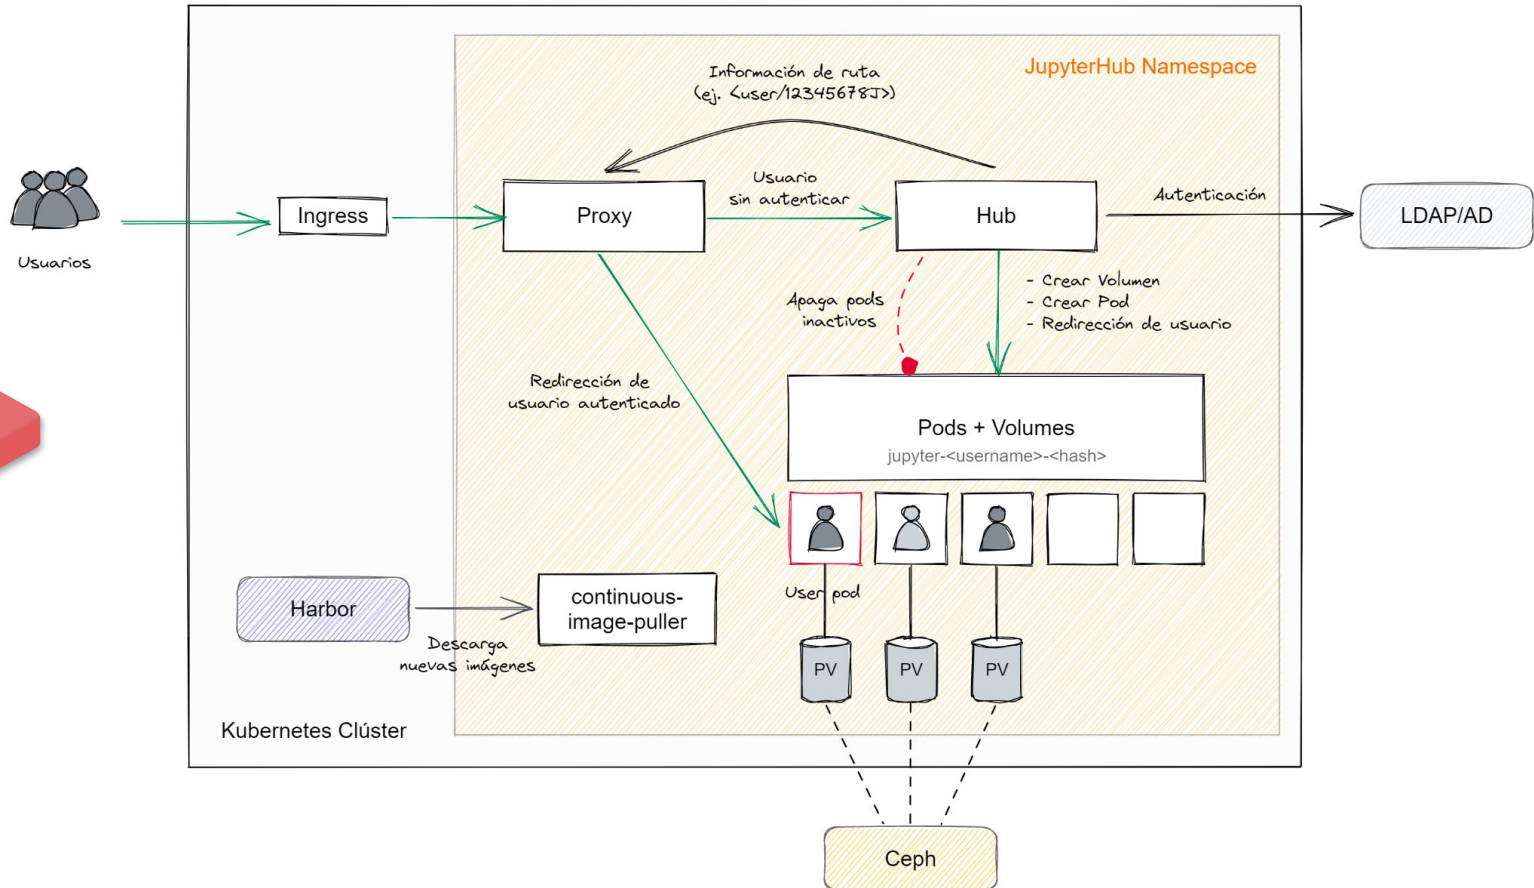 JupyterHub Namespace
Información de ruta
(ej. <user/12345678J>)
Usuarios
Ingress
Proxy
Usuario
sin autenticar
Hub
Autenticación
LDAP/AD
Apaga pods
inactivos
- Crear Volumen
- Crear Pod
- Redirección de usuario
Redirección de
usuario autenticado
Pods + Volumes
jupyter-<username>-<hash>
User pod
Harbor
Descarga
nuevas imágenes
continuous-
image-puller
PV
PV
PV
Kubernetes Clúster
Ceph